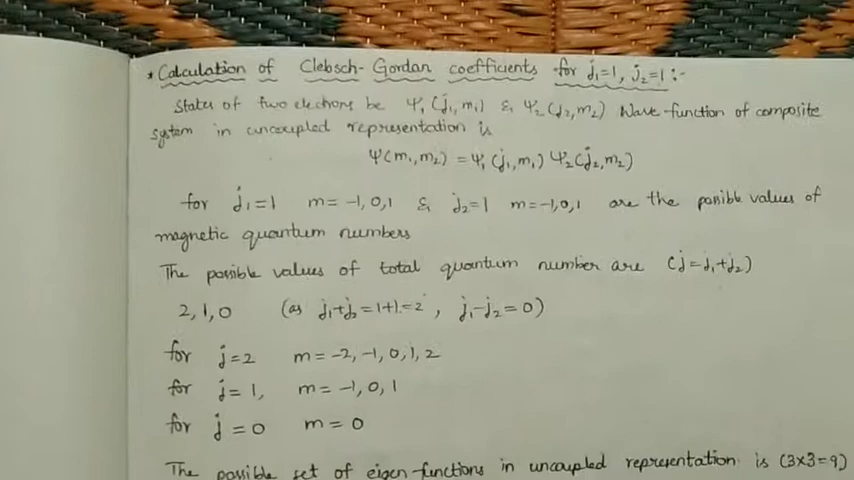 * Calculation of Clebsch-Gordan coefficients for j₁=1, j₂=1 :-
States of two electrons be Ψ₁(j₁,m₁) & Ψ₂(j₂,m₂) Wave-function of composite
system in uncoupled representation is
Ψ(m₁,m₂) = Ψ₁(j₁,m₁) Ψ₂(j₂,m₂)
for j₁=1 m=-1,0,1 & j₂=1 m=-1,0,1 are the possible values of
magnetic quantum numbers
The possible values of total quantum number are (j=j₁+j₂)
2,1,0 (as j₁+j₂=1+1=2, j₁-j₂=0)
for j=2 m=-2,-1,0,1,2
for j=1, m=-1,0,1
for j=0 m=0
The possible set of eigen-functions in uncoupled representation is (3×3=9)